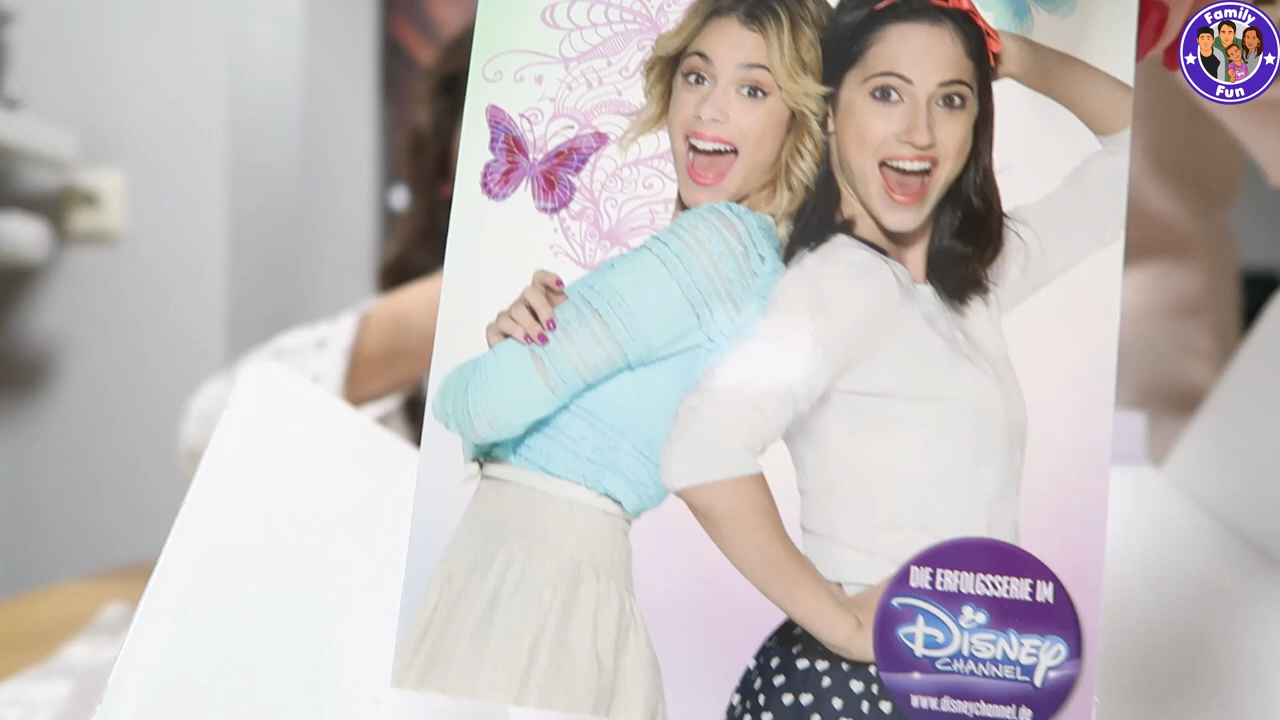 Family
Fun
DIE ERFOLGSSERIE IM
Disney
CHANNEL
www.disneychannel.de